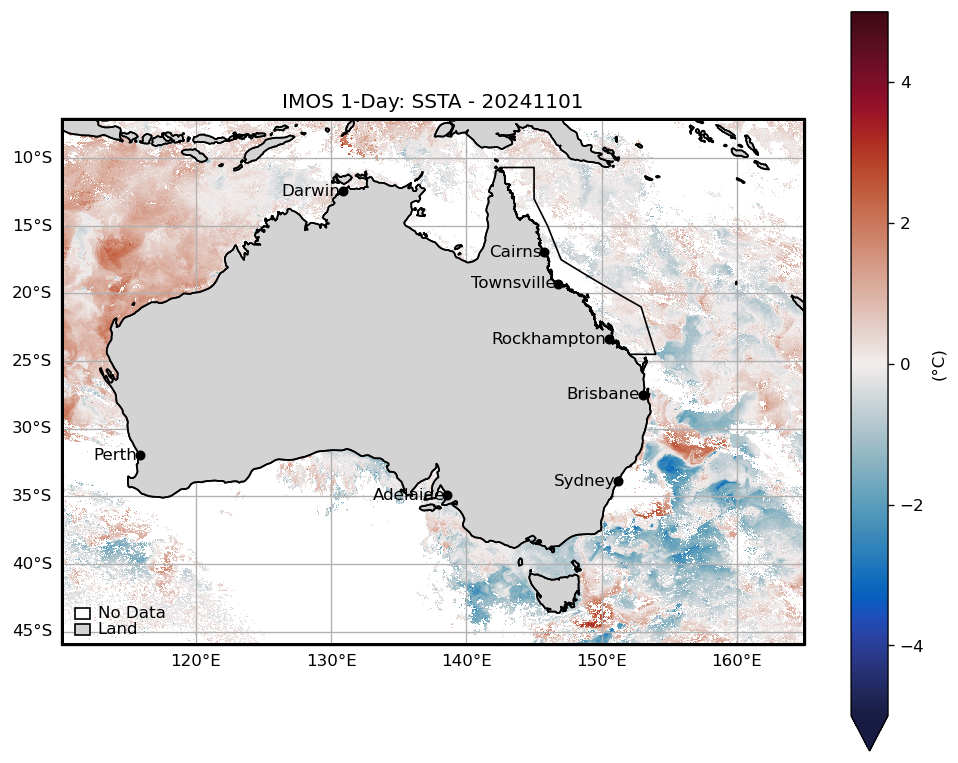 IMOS 1-Day: SSTA - 20241101
10°S
15°S
20°S
25°S
30°S
35°S
40°S
45°S
Darwin
Cairns
Townsville
Rockhampton
Brisbane
Perth
Sydney
Adelaide
No Data
Land
120°E 130°E 140°E 150°E 160°E
4
2
0
−2
−4
(°C)